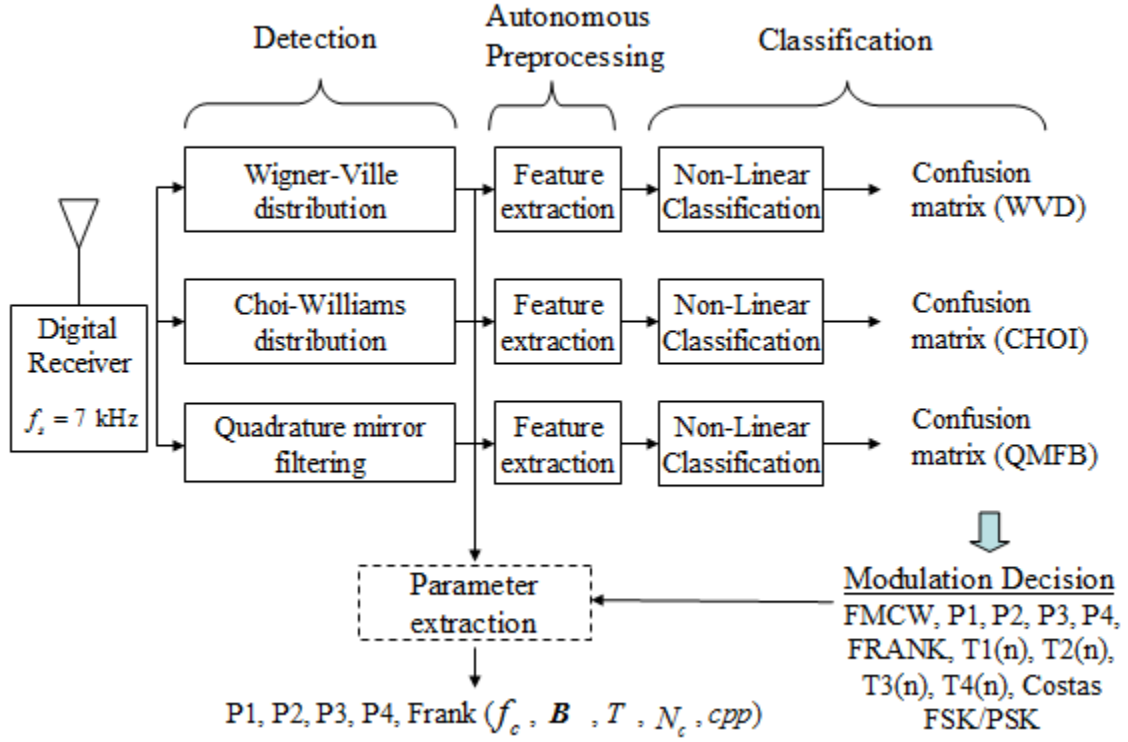 Detection
Autonomous
Preprocessing
Classification
Wigner-Ville
distribution
Feature
extraction
Non-Linear
Classification
Confusion
matrix (WVD)
Digital
Receiver
f_s = 7 kHz
Choi-Williams
distribution
Feature
extraction
Non-Linear
Classification
Confusion
matrix (CHOI)
Quadrature mirror
filtering
Feature
extraction
Non-Linear
Classification
Confusion
matrix (QMFB)
Parameter
extraction
Modulation Decision
FMCW, P1, P2, P3, P4,
FRANK, T1(n), T2(n),
T3(n), T4(n), Costas
FSK/PSK
P1, P2, P3, P4, Frank (f_c , B , T , N_c , cpp)